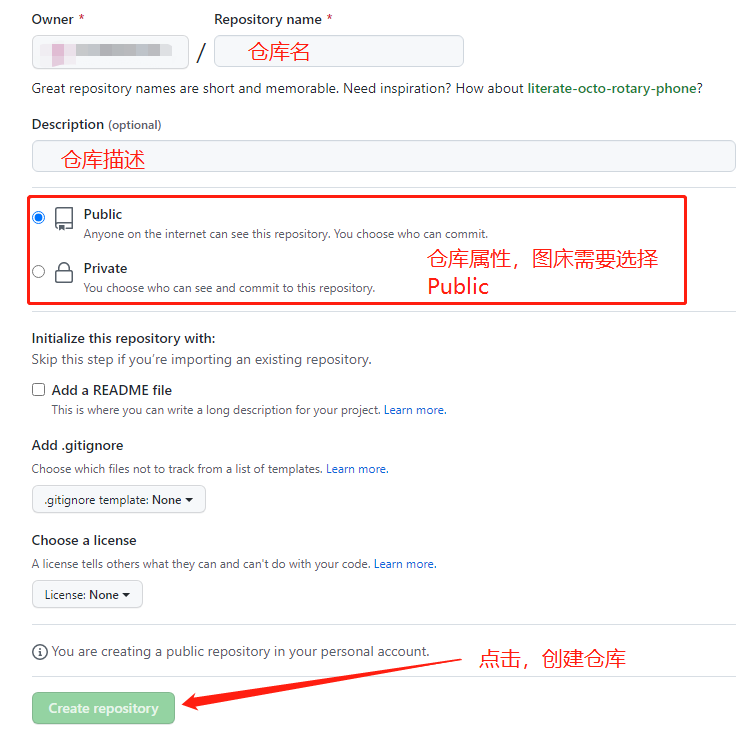 Owner * Repository name *
/ 仓库名
Great repository names are short and memorable. Need inspiration? How about literate-octo-rotary-phone?
Description (optional)
仓库描述
Public
Anyone on the internet can see this repository. You choose who can commit.
Private
You choose who can see and commit to this repository.
仓库属性，图床需要选择
Public
Initialize this repository with:
Skip this step if you're importing an existing repository.
Add a README file
This is where you can write a long description for your project. Learn more.
Add .gitignore
Choose which files not to track from a list of templates. Learn more.
.gitignore template: None
Choose a license
A license tells others what they can and can't do with your code. Learn more.
License: None
You are creating a public repository in your personal account.
点击，创建仓库
Create repository